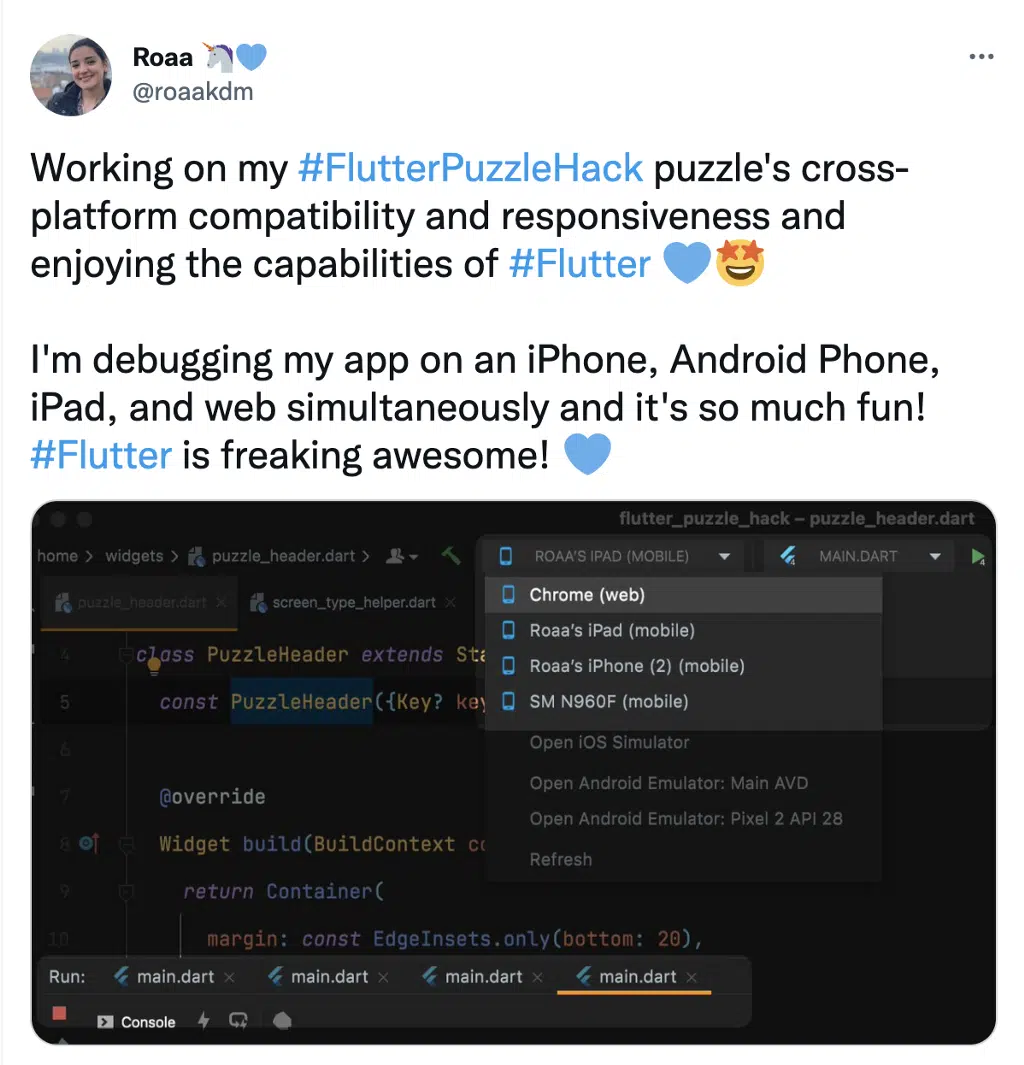 Roaa 🦄💙
@roaakdm
Working on my #FlutterPuzzleHack puzzle's cross-
platform compatibility and responsiveness and
enjoying the capabilities of #Flutter 💙🤩
I'm debugging my app on an iPhone, Android Phone,
iPad, and web simultaneously and it's so much fun!
#Flutter is freaking awesome! 💙
flutter_puzzle_hack – puzzle_header.dart
home widgets puzzle_header.dart ROAA'S IPAD (MOBILE) MAIN.DART
puzzle_header.dart screen_type_helper.dart
Chrome (web)
Roaa's iPad (mobile)
Roaa's iPhone (2) (mobile)
SM N960F (mobile)
Open iOS Simulator
Open Android Emulator: Main AVD
Open Android Emulator: Pixel 2 API 28
Refresh
4 class PuzzleHeader extends Sta
5 const PuzzleHeader({Key? key
6
7 @override
8 Widget build(BuildContext co
9 return Container(
10 margin: const EdgeInsets.only(bottom: 20),
Run: main.dart main.dart main.dart main.dart
Console